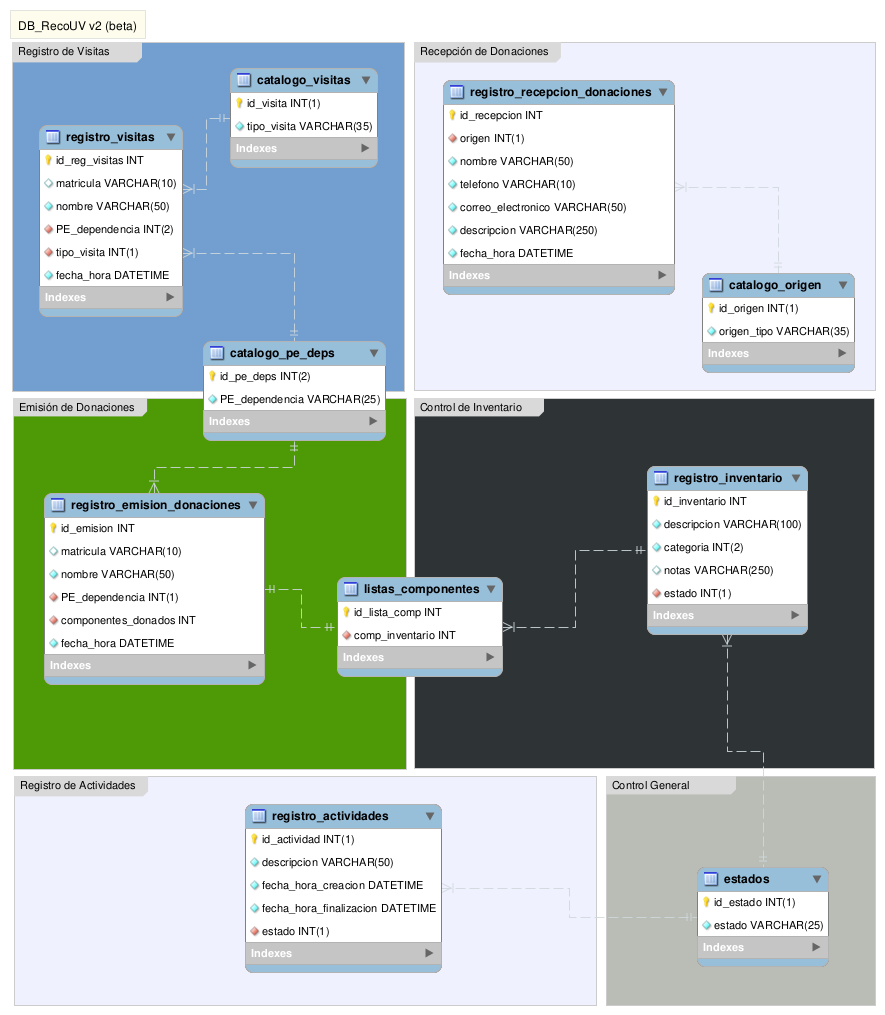 DB_RecoUV v2 (beta)
Registro de Visitas
catalogo_visitas
id_visita INT(1)
tipo_visita VARCHAR(35)
Indexes
registro_visitas
id_reg_visitas INT
matricula VARCHAR(10)
nombre VARCHAR(50)
PE_dependencia INT(2)
tipo_visita INT(1)
fecha_hora DATETIME
Indexes
catalogo_pe_deps
id_pe_deps INT(2)
PE_dependencia VARCHAR(25)
Indexes
Recepción de Donaciones
registro_recepcion_donaciones
id_recepcion INT
origen INT(1)
nombre VARCHAR(50)
telefono VARCHAR(10)
correo_electronico VARCHAR(50)
descripcion VARCHAR(250)
fecha_hora DATETIME
Indexes
catalogo_origen
id_origen INT(1)
origen_tipo VARCHAR(35)
Indexes
Emisión de Donaciones
registro_emision_donaciones
id_emision INT
matricula VARCHAR(10)
nombre VARCHAR(50)
PE_dependencia INT(1)
componentes_donados INT
fecha_hora DATETIME
Indexes
listas_componentes
id_lista_comp INT
comp_inventario INT
Indexes
Control de Inventario
registro_inventario
id_inventario INT
descripcion VARCHAR(100)
categoria INT(2)
notas VARCHAR(250)
estado INT(1)
Indexes
Registro de Actividades
registro_actividades
id_actividad INT(1)
descripcion VARCHAR(50)
fecha_hora_creacion DATETIME
fecha_hora_finalizacion DATETIME
estado INT(1)
Indexes
Control General
estados
id_estado INT(1)
estado VARCHAR(25)
Indexes